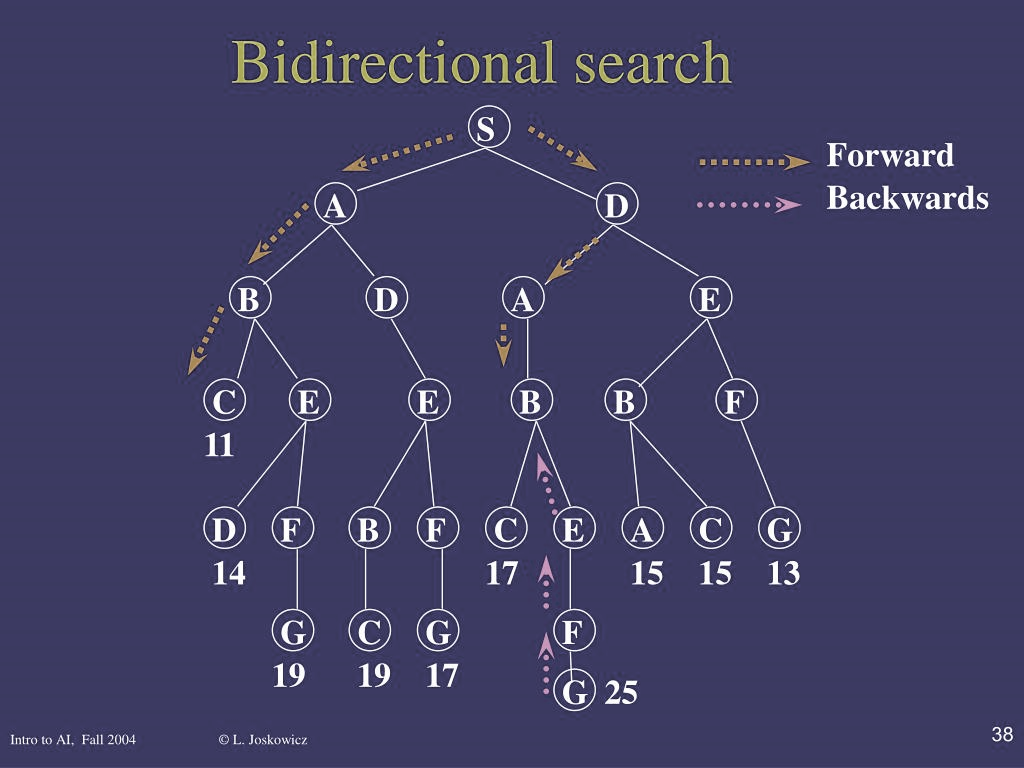 Bidirectional search
S
Forward
Backwards
A D
B D A E
C E E B B F
11
D F B F C E A C G
14 17 15 15 13
G C G F
19 19 17
G 25
Intro to AI, Fall 2004 © L. Joskowicz 38